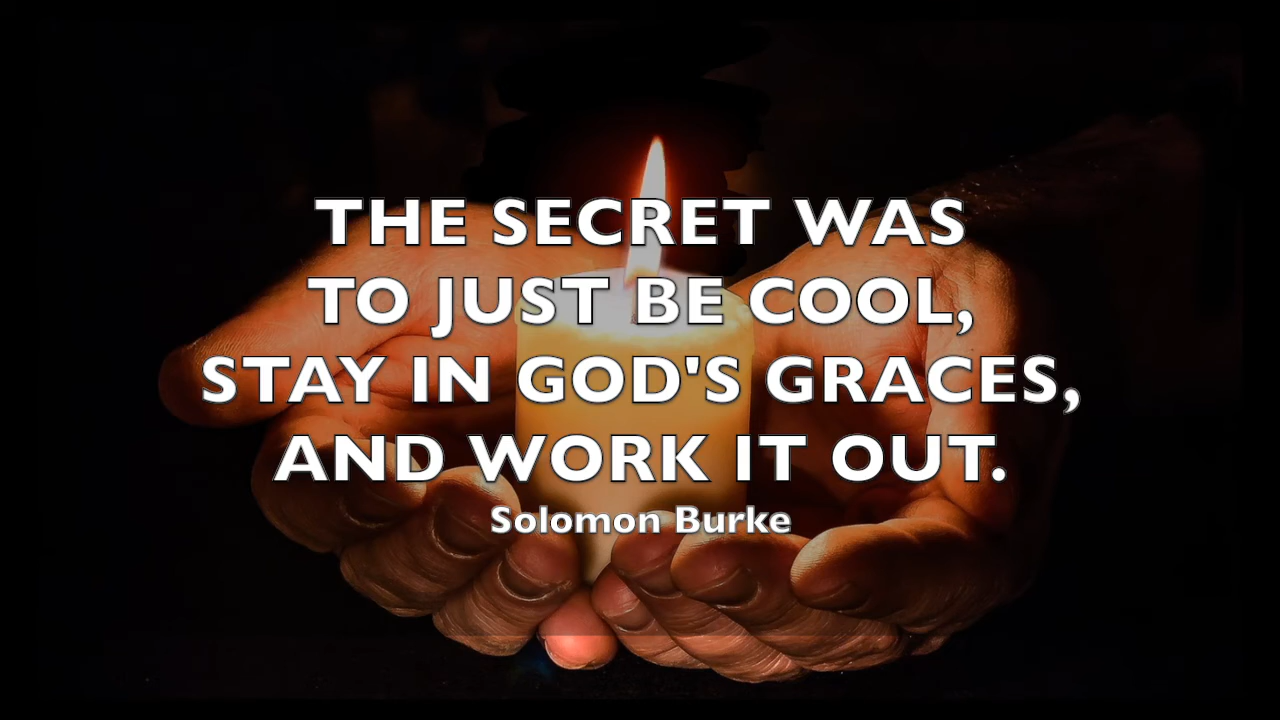 THE SECRET WAS
TO JUST BE COOL,
STAY IN GOD'S GRACES,
AND WORK IT OUT.
Solomon Burke